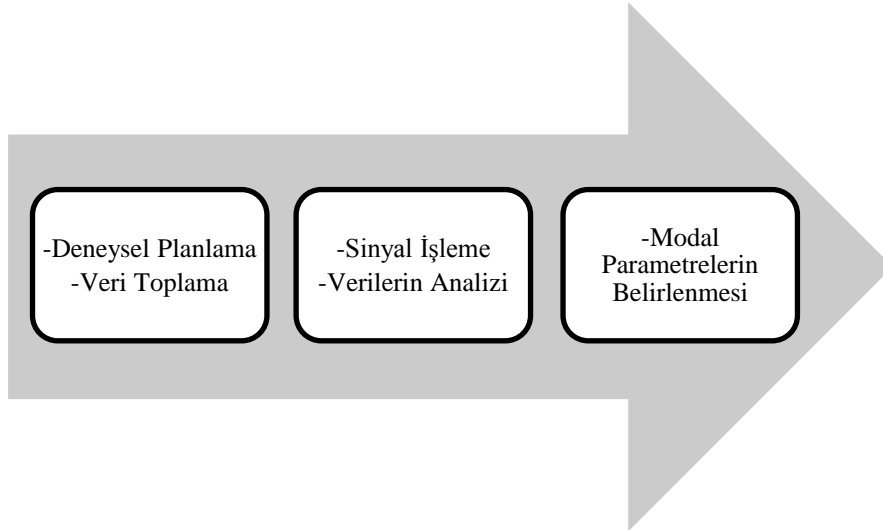 -Deneysel Planlama
-Veri Toplama
-Sinyal İşleme
-Verilerin Analizi
-Modal
Parametrelerin
Belirlenmesi